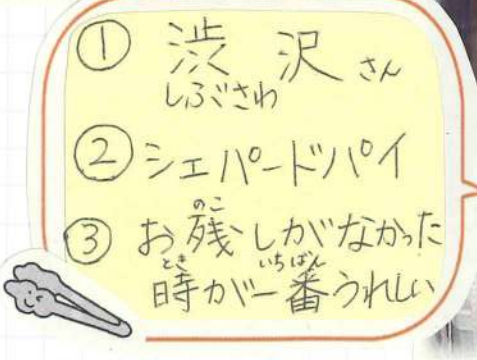 ① 渋沢さん
しぶさわ
② シェパードパイ
のこ
③ お残しがなかった
とき いちばん
時が一番うれしい